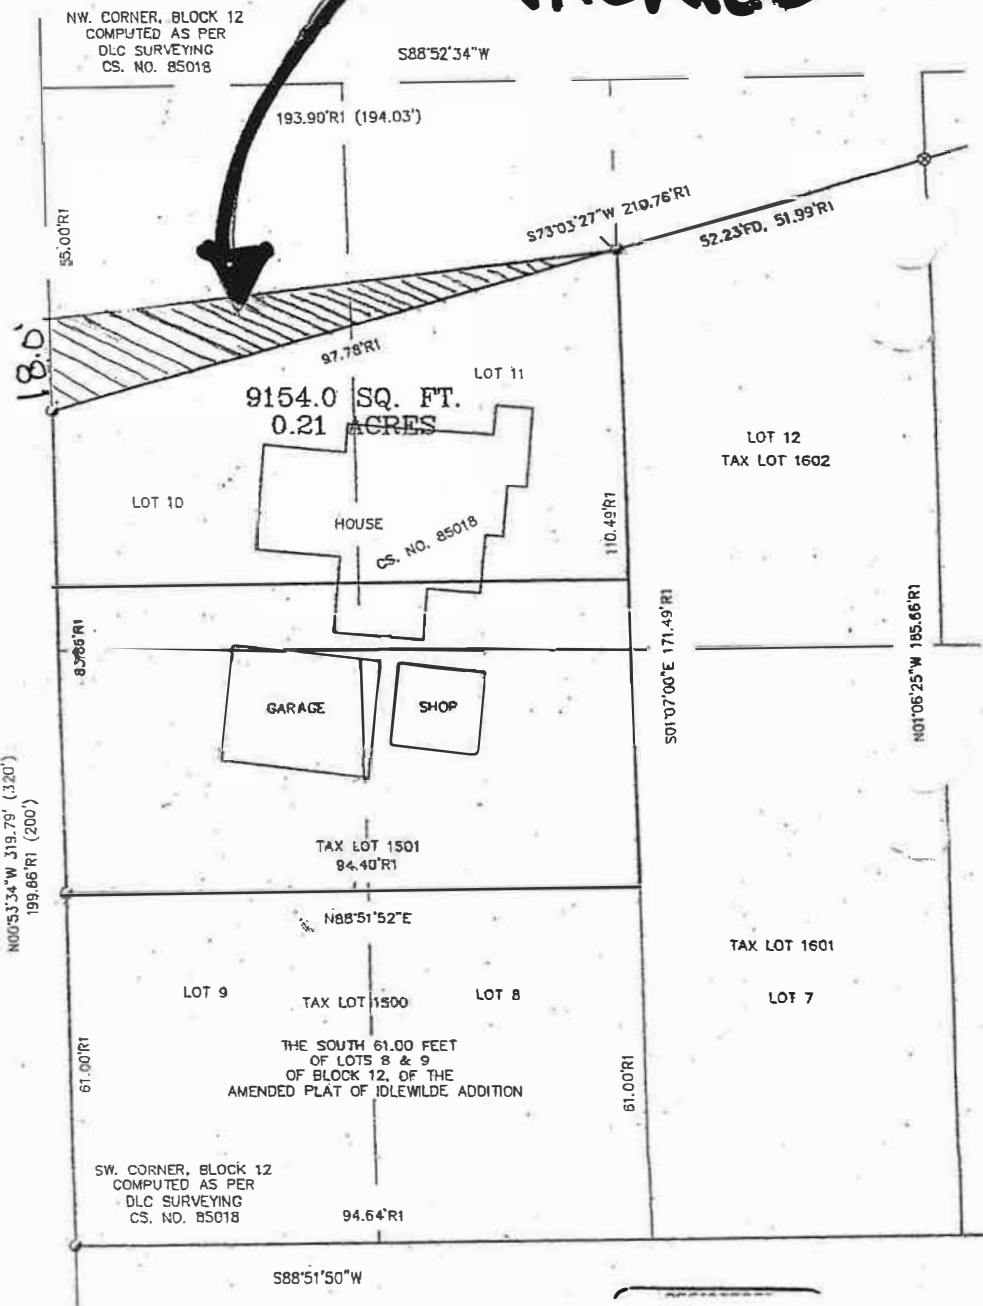 NW. CORNER, BLOCK 12
COMPUTED AS PER
DLC SURVEYING
CS. NO. 85018
S88°52'34"W
193.90'R1 (194.03')
55.00'R1
S73°03'27"W 210.76'R1
52.23'FD, 51.99'R1
18.0'
97.78'R1
LOT 11
9154.0 SQ. FT.
0.21 ACRES
LOT 12
TAX LOT 1602
LOT 10
HOUSE
CS. NO. 85018
110.49'R1
83.86'R1
S01°07'00"E 171.49'R1
N01°06'25"W 185.66'R1
GARAGE
SHOP
N00°53'34"W 319.79' (320')
199.86'R1 (200')
TAX LOT 1501
94.40'R1
N88°51'52"E
TAX LOT 1601
LOT 7
LOT 9
TAX LOT 1500
LOT 8
THE SOUTH 61.00 FEET
OF LOTS 8 & 9
OF BLOCK 12, OF THE
AMENDED PLAT OF IDLEWILDE ADDITION
61.00'R1
61.00'R1
SW. CORNER, BLOCK 12
COMPUTED AS PER
DLC SURVEYING
CS. NO. 85018
94.64'R1
S88°51'50"W